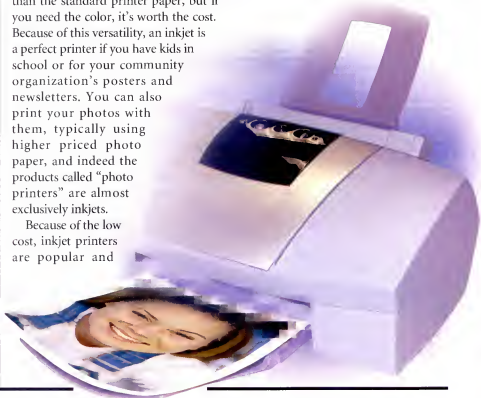 than the standard printer paper, but if
you need the color, it's worth the cost.
Because of this versatility, an inkjet is
a perfect printer if you have kids in
school or for your community
organization's posters and
newsletters. You can also
print your photos with
them, typically using
higher priced photo
paper, and indeed the
products called “photo
printers” are almost
exclusively inkjets.
Because of the low
cost, inkjet printers
are popular and